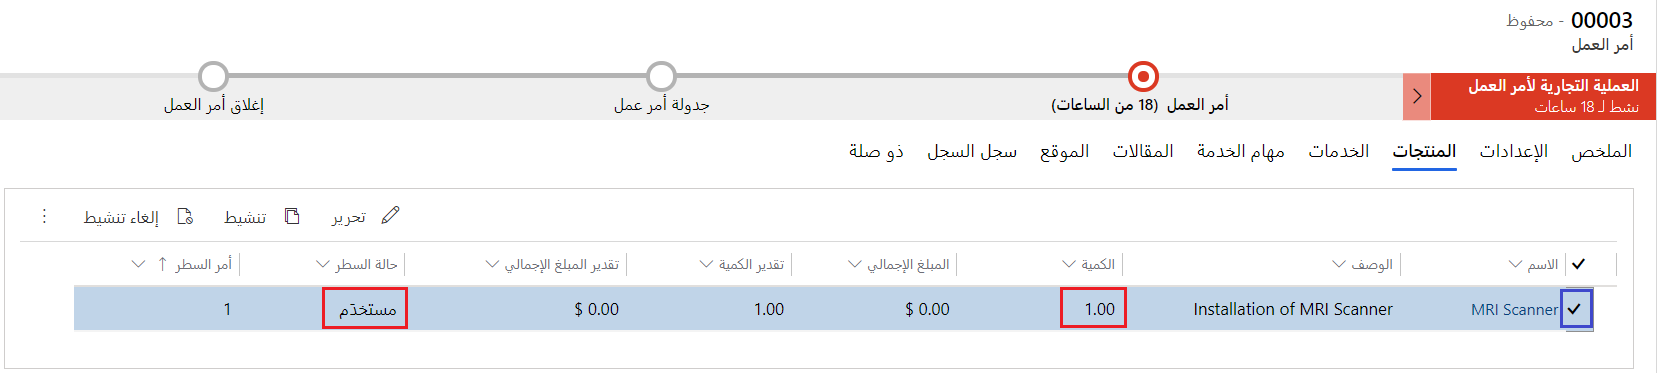 00003 - محفوظ
أمر العمل
العملية التجارية لأمر العمل
نشط لـ 18 ساعات
أمر العمل (18 من الساعات)
جدولة أمر عمل
إغلاق أمر العمل
الملخص الإعدادات المنتجات الخدمات مهام الخدمة المقالات الموقع سجل السجل ذو صلة
تحرير تنشيط إلغاء تنشيط
الاسم الوصف الكمية المبلغ الإجمالي تقدير الكمية تقدير المبلغ الإجمالي حالة السطر أمر السطر ↑
MRI Scanner Installation of MRI Scanner 1.00 $ 0.00 1.00 $ 0.00 مستخدَم 1